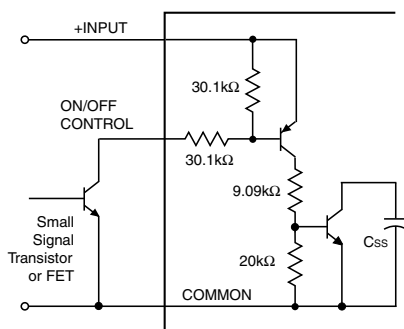 +INPUT
30.1kΩ
ON/OFF
CONTROL
30.1kΩ
9.09kΩ
Small
Signal
Transistor
or FET
CSS
20kΩ
COMMON